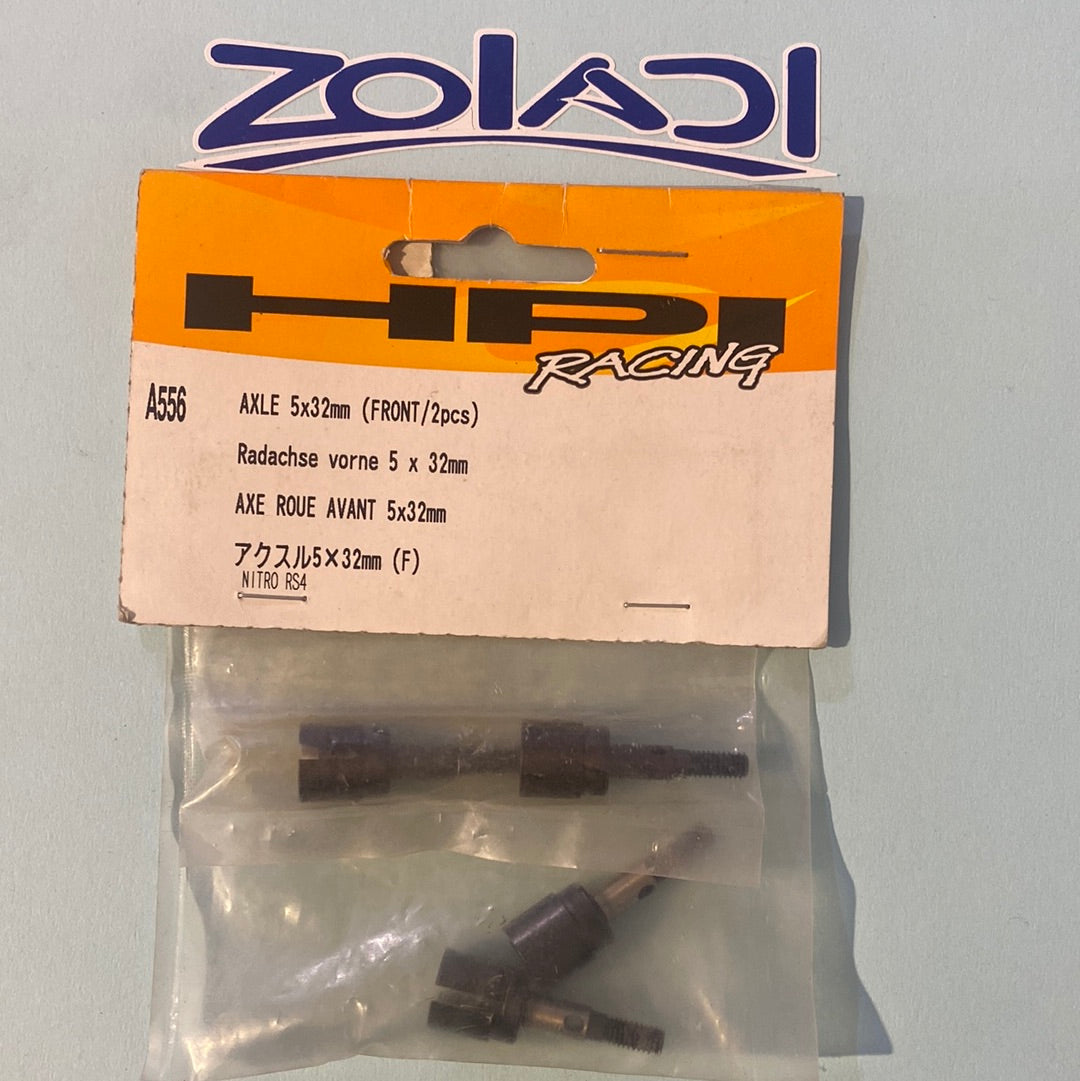 ZOIADI
HPI
RACING
A556
AXLE 5x32mm (FRONT/2pcs)
Radachse vorne 5 x 32mm
AXE ROUE AVANT 5x32mm
アクスル5×32mm (F)
NITRO RS4